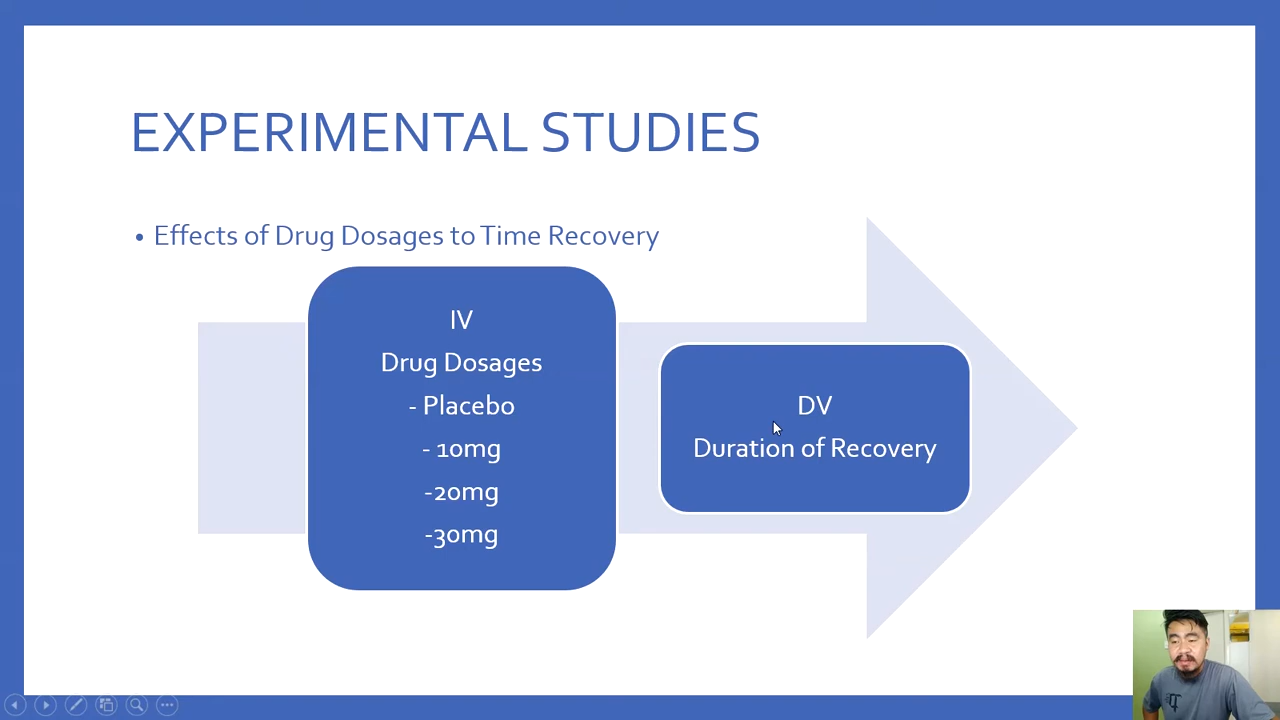 EXPERIMENTAL STUDIES
• Effects of Drug Dosages to Time Recovery
IV
Drug Dosages
- Placebo
- 10mg
-20mg
-30mg
DV
Duration of Recovery